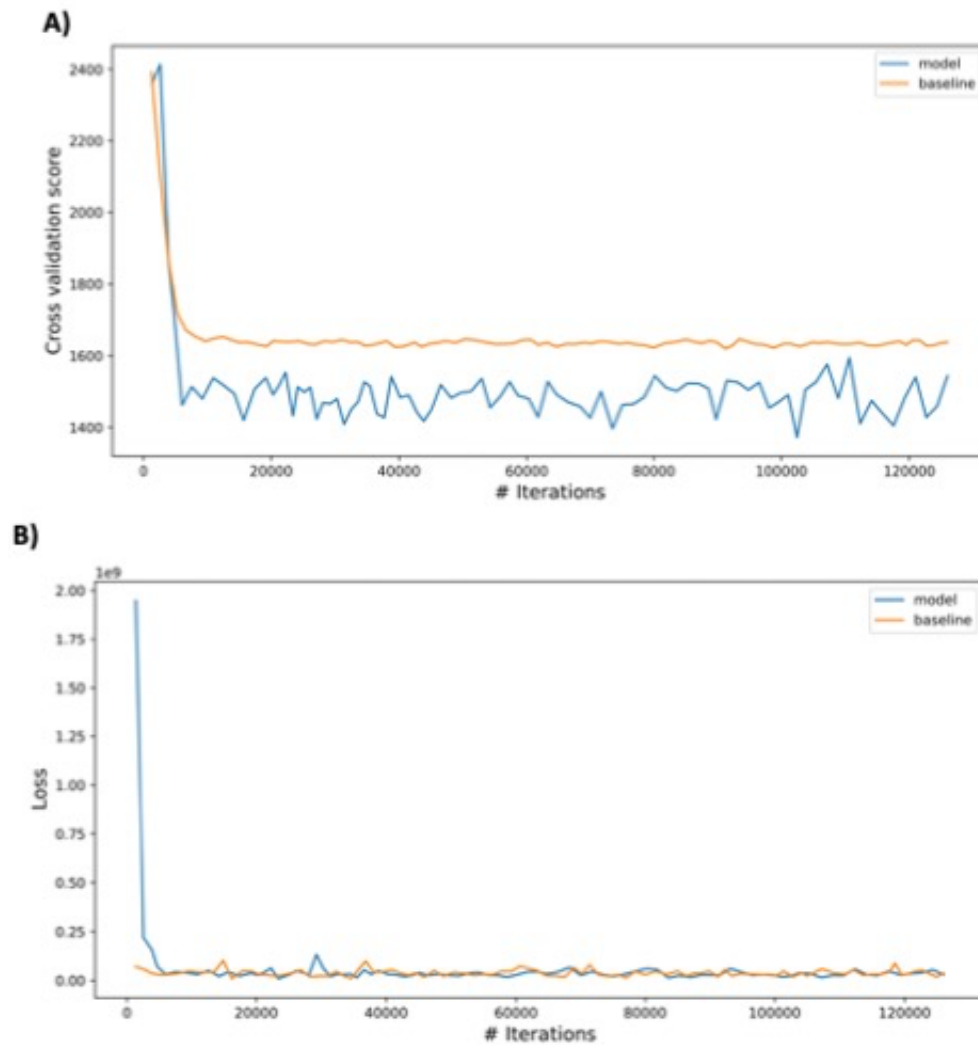 A)
model
baseline
2400
2200
2000
1800
1600
1400
Cross validation score
0 20000 40000 60000 80000 100000 120000
# Iterations
B)
1e9
model
baseline
2.00
1.75
1.50
1.25
1.00
0.75
0.50
0.25
0.00
Loss
0 20000 40000 60000 80000 100000 120000
# Iterations